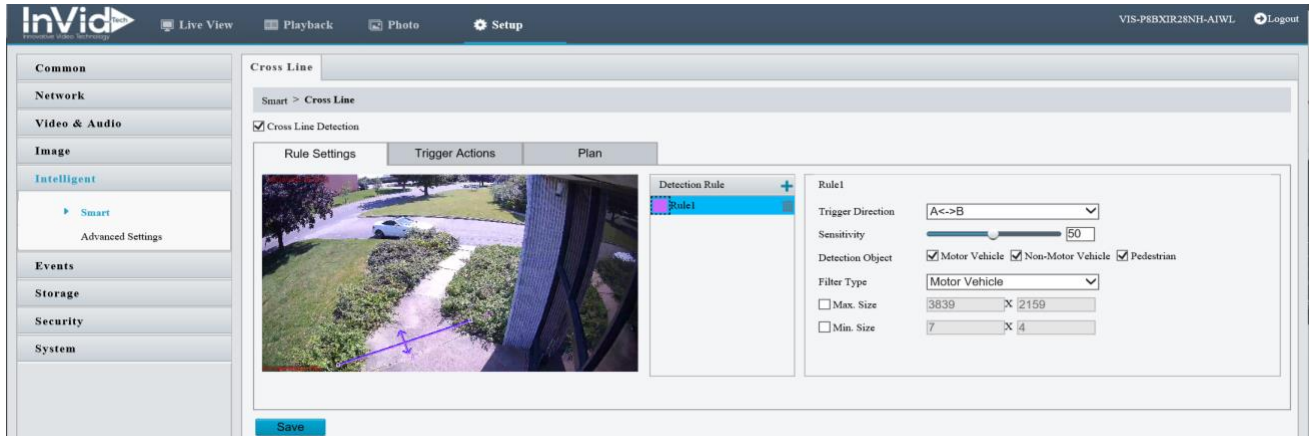 InVid Tech
Innovative Video Technology
Live View
Playback
Photo
Setup
VIS-P8BXIR28NH-AIWL
Logout
Common
Network
Video & Audio
Image
Intelligent
Smart
Advanced Settings
Events
Storage
Security
System
Cross Line
Smart > Cross Line
Cross Line Detection
Rule Settings
Trigger Actions
Plan
Detection Rule
Rule1
Rule1
Trigger Direction A<->B
Sensitivity 50
Detection Object Motor Vehicle Non-Motor Vehicle Pedestrian
Filter Type Motor Vehicle
Max. Size 3839 X 2159
Min. Size 7 X 4
Save